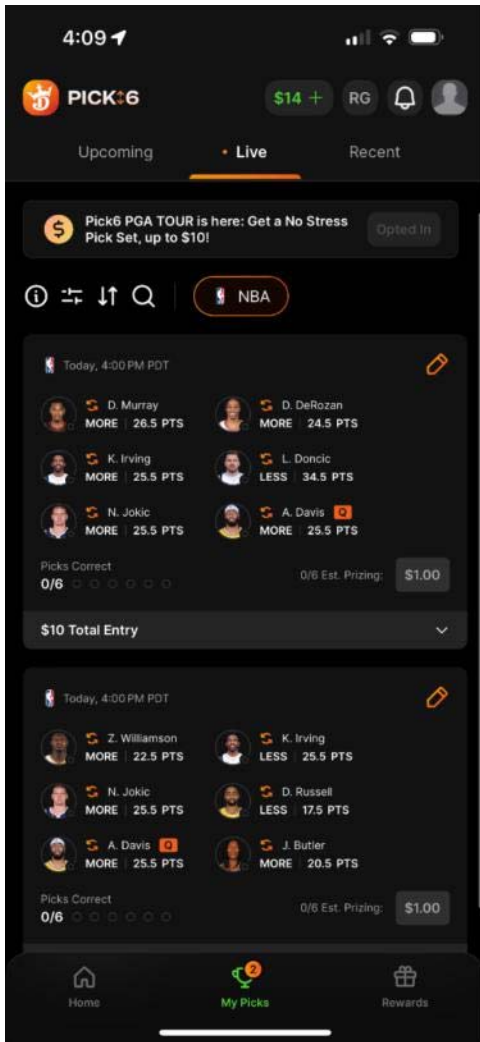 4:09
PICK6
$14 +
RG
Upcoming
Live
Recent
Pick6 PGA TOUR is here: Get a No Stress
Pick Set, up to $10!
Opted In
NBA
Today, 4:00 PM PDT
D. Murray
MORE 26.5 PTS
D. DeRozan
MORE 24.5 PTS
K. Irving
MORE 25.5 PTS
L. Doncic
LESS 34.5 PTS
N. Jokic
MORE 25.5 PTS
A. Davis Q
MORE 25.5 PTS
Picks Correct
0/6
0/6 Est. Prizing:
$1.00
$10 Total Entry
Today, 4:00 PM PDT
Z. Williamson
MORE 22.5 PTS
K. Irving
LESS 25.5 PTS
N. Jokic
MORE 25.5 PTS
D. Russell
LESS 17.5 PTS
A. Davis Q
MORE 25.5 PTS
J. Butler
MORE 20.5 PTS
Picks Correct
0/6
0/6 Est. Prizing:
$1.00
Home
2
My Picks
Rewards